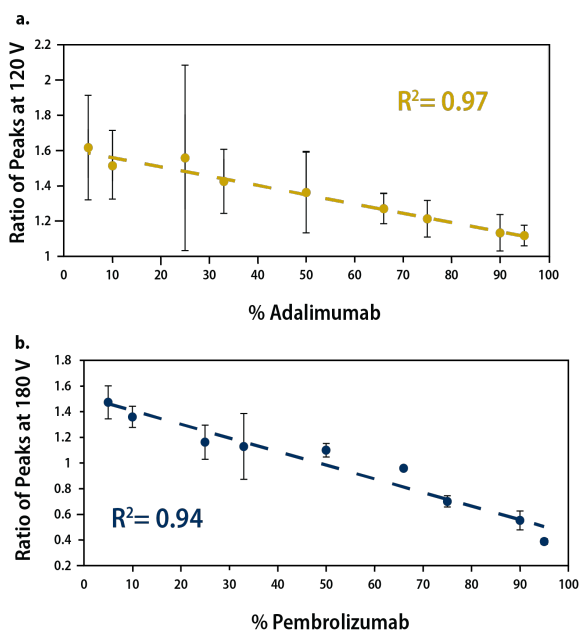 a.
Ratio of Peaks at 120 V
2.2
2
1.8
1.6
1.4
1.2
1
R²= 0.97
0 10 20 30 40 50 60 70 80 90 100
% Adalimumab
b.
Ratio of Peaks at 180 V
1.8
1.6
1.4
1.2
1
0.8
0.6
0.4
0.2
R²= 0.94
0 10 20 30 40 50 60 70 80 90 100
% Pembrolizumab